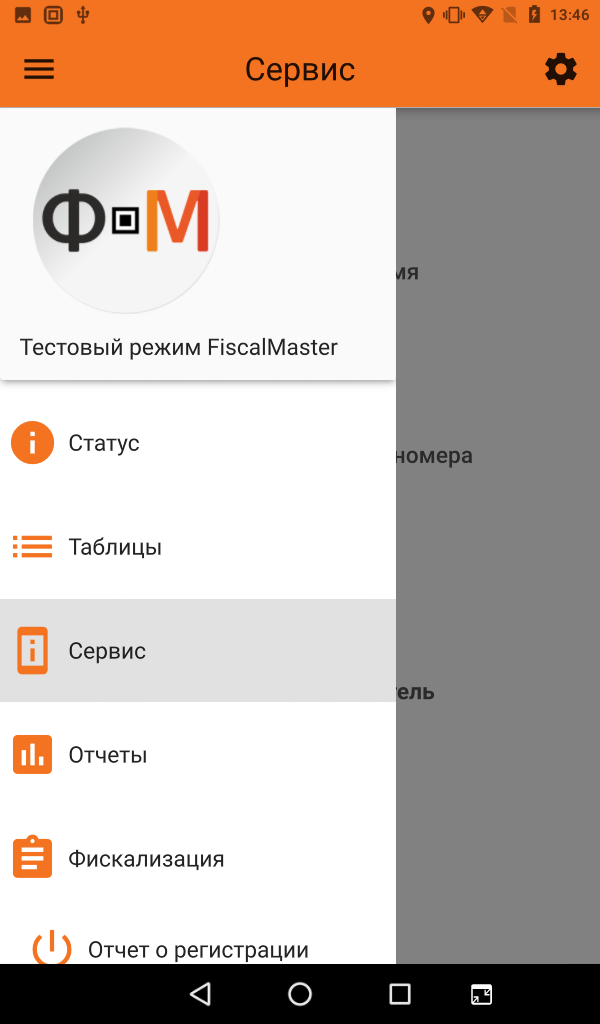 13:46
Сервис
Ф М
Тестовый режим FiscalMaster
мя
Статус
номера
Таблицы
Сервис
тель
Отчеты
Фискализация
Отчет о регистрации